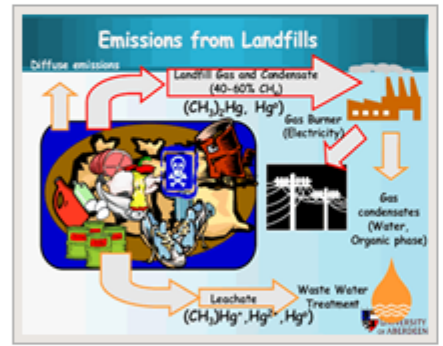 Emissions from Landfills
Diffuse emissions
Landfill Gas and Condensate
(40-60% CH₄)
(CH₃)₂Hg, Hg⁰
Gas Burner
(Electricity)
Gas
condensates
(Water,
Organic phase)
Leachate
(CH₃)Hg⁺, Hg²⁺, Hg⁰)
Waste Water
Treatment
UNIVERSITY
OF ABERDEEN